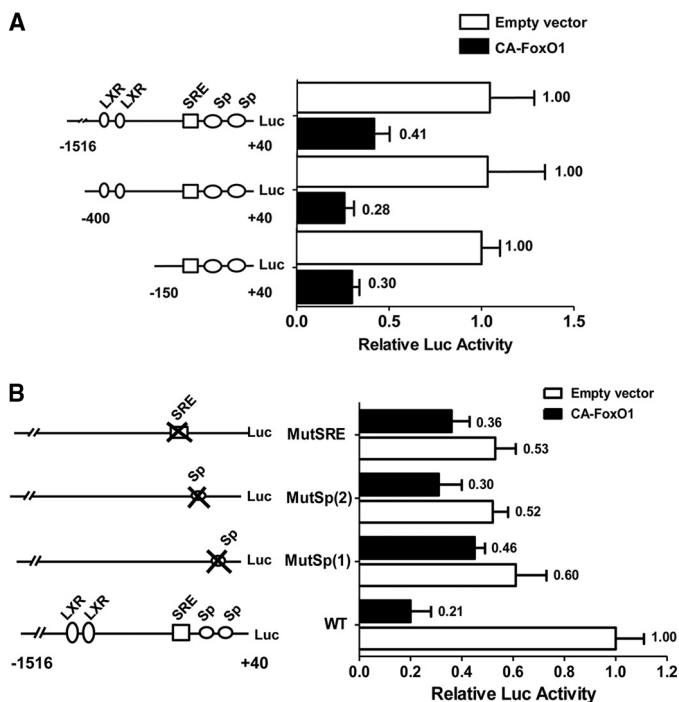 A
Empty vector
CA-FoxO1
LXR LXR SRE Sp Sp
Luc
-1516 +40
1.00
0.41
Luc
-400 +40
1.00
0.28
Luc
-150 +40
1.00
0.30
0.0 0.5 1.0 1.5
Relative Luc Activity
B
Empty vector
CA-FoxO1
SRE
Luc MutSRE
0.36
0.53
Sp
Luc MutSp(2)
0.30
0.52
Sp
Luc MutSp(1)
0.46
0.60
LXR LXR SRE Sp Sp
Luc WT
-1516 +40
0.21
1.00
0.0 0.2 0.4 0.6 0.8 1.0 1.2
Relative Luc Activity